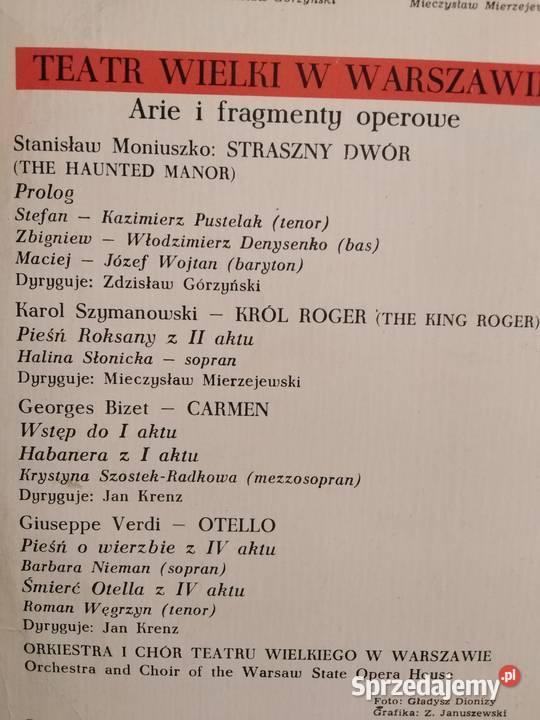 Górzyński
Mieczysław Mierzejew
TEATR WIELKI W WARSZAWIE
Arie i fragmenty operowe
Stanisław Moniuszko: STRASZNY DWÓR
(THE HAUNTED MANOR)
Prolog
Stefan — Kazimierz Pustelak (tenor)
Zbigniew — Włodzimierz Denysenko (bas)
Maciej — Józef Wojtan (baryton)
Dyryguje: Zdzisław Górzyński
Karol Szymanowski — KRÓL ROGER (THE KING ROGER)
Pieśń Roksany z II aktu
Halina Słonicka — sopran
Dyryguje: Mieczysław Mierzejewski
Georges Bizet — CARMEN
Wstęp do I aktu
Habanera z I aktu
Krystyna Szostek-Radkowa (mezzosopran)
Dyryguje: Jan Krenz
Giuseppe Verdi — OTELLO
Pieśń o wierzbie z IV aktu
Barbara Nieman (sopran)
Śmierć Otella z IV aktu
Roman Węgrzyn (tenor)
Dyryguje: Jan Krenz
ORKIESTRA I CHÓR TEATRU WIELKIEGO W WARSZAWIE
Orchestra and Choir of the Warsaw State Opera House
Sprzedajemy.pl
Foto: Gładysz Dionizy
Grafika: Z. Januszewski